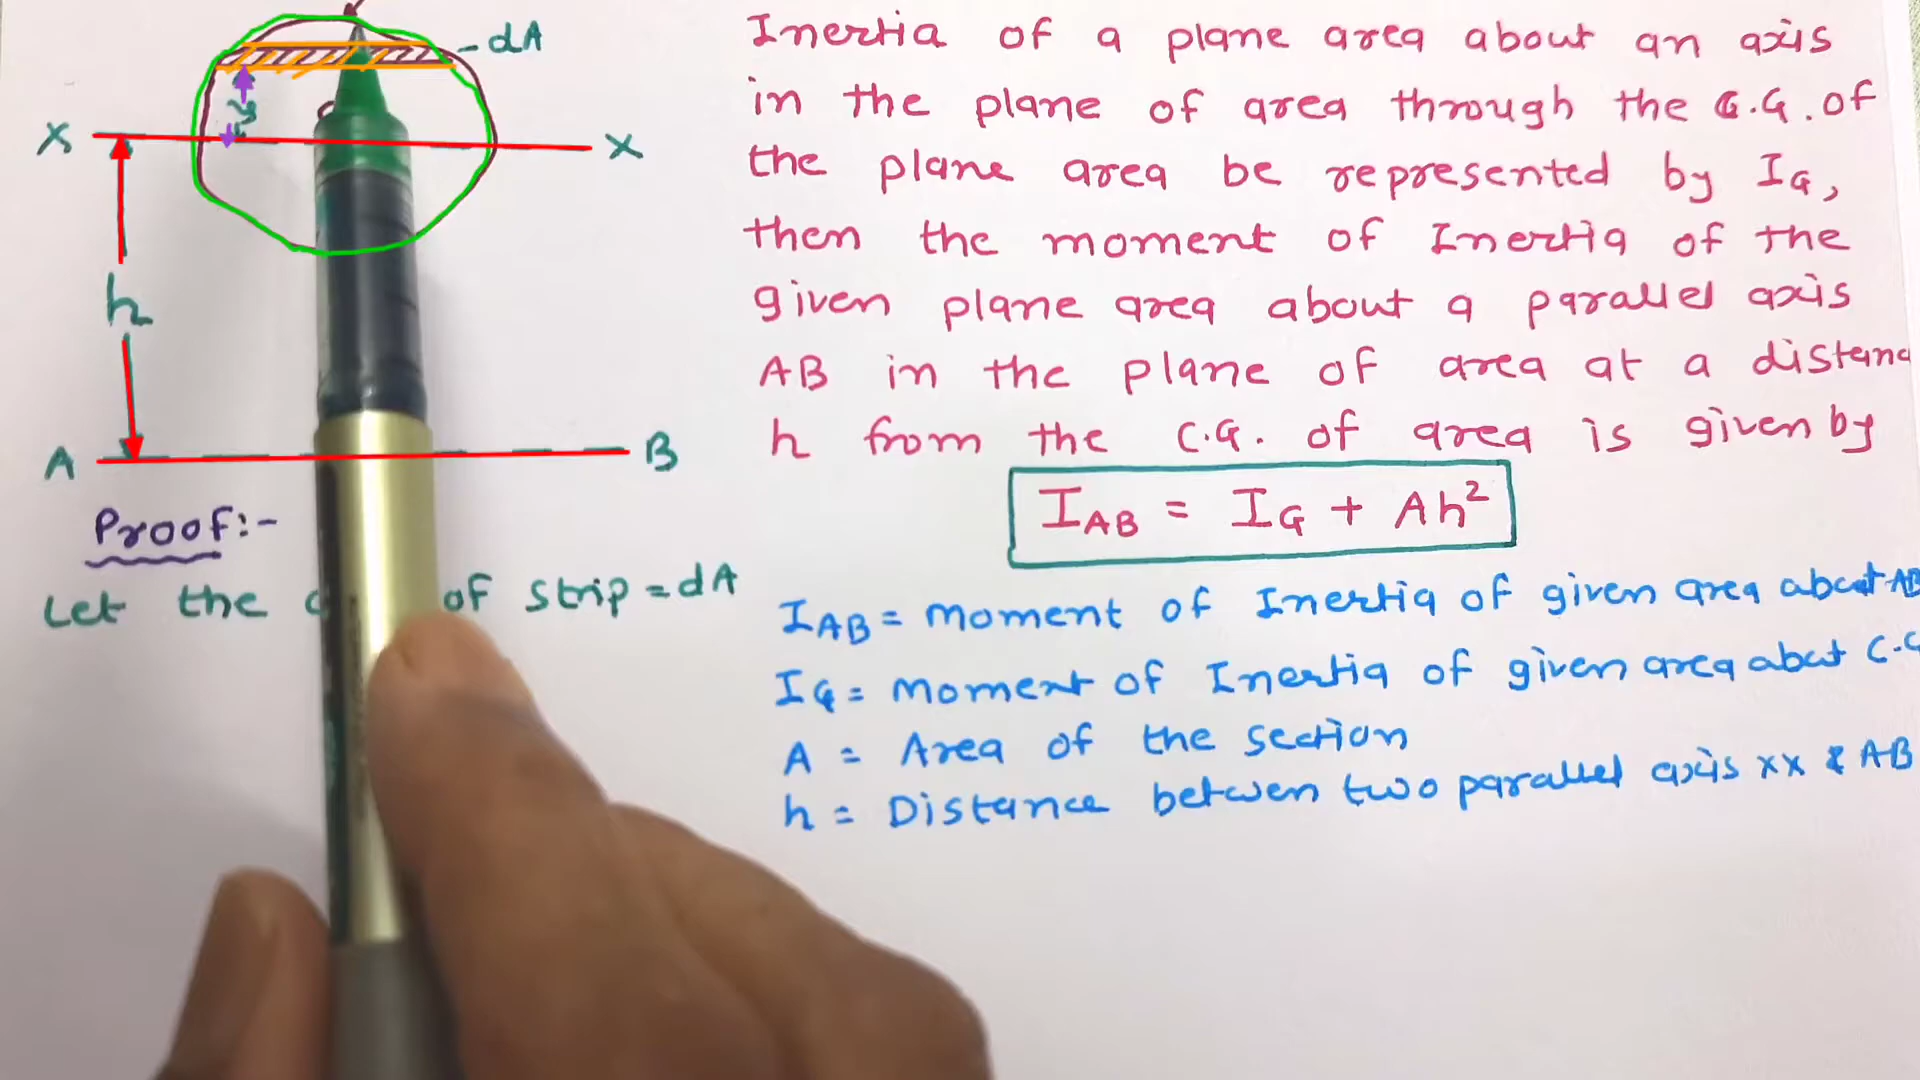 Inertia of a plane area about an axis
in the plane of area through the C.G. of
the plane area be represented by IG,
then the moment of Inertia of the
given plane area about a parallel axis
AB in the plane of area at a distanc
h from the C.G. of area is given by
IAB = IG + Ah²
IAB = Moment of Inertia of given area about AB
IG = Moment of Inertia of given area about C.G
A = Area of the section
h = Distance between two parallel axis xx & AB
dA
y
X X
h
A B
Proof:-
Let the of strip = dA